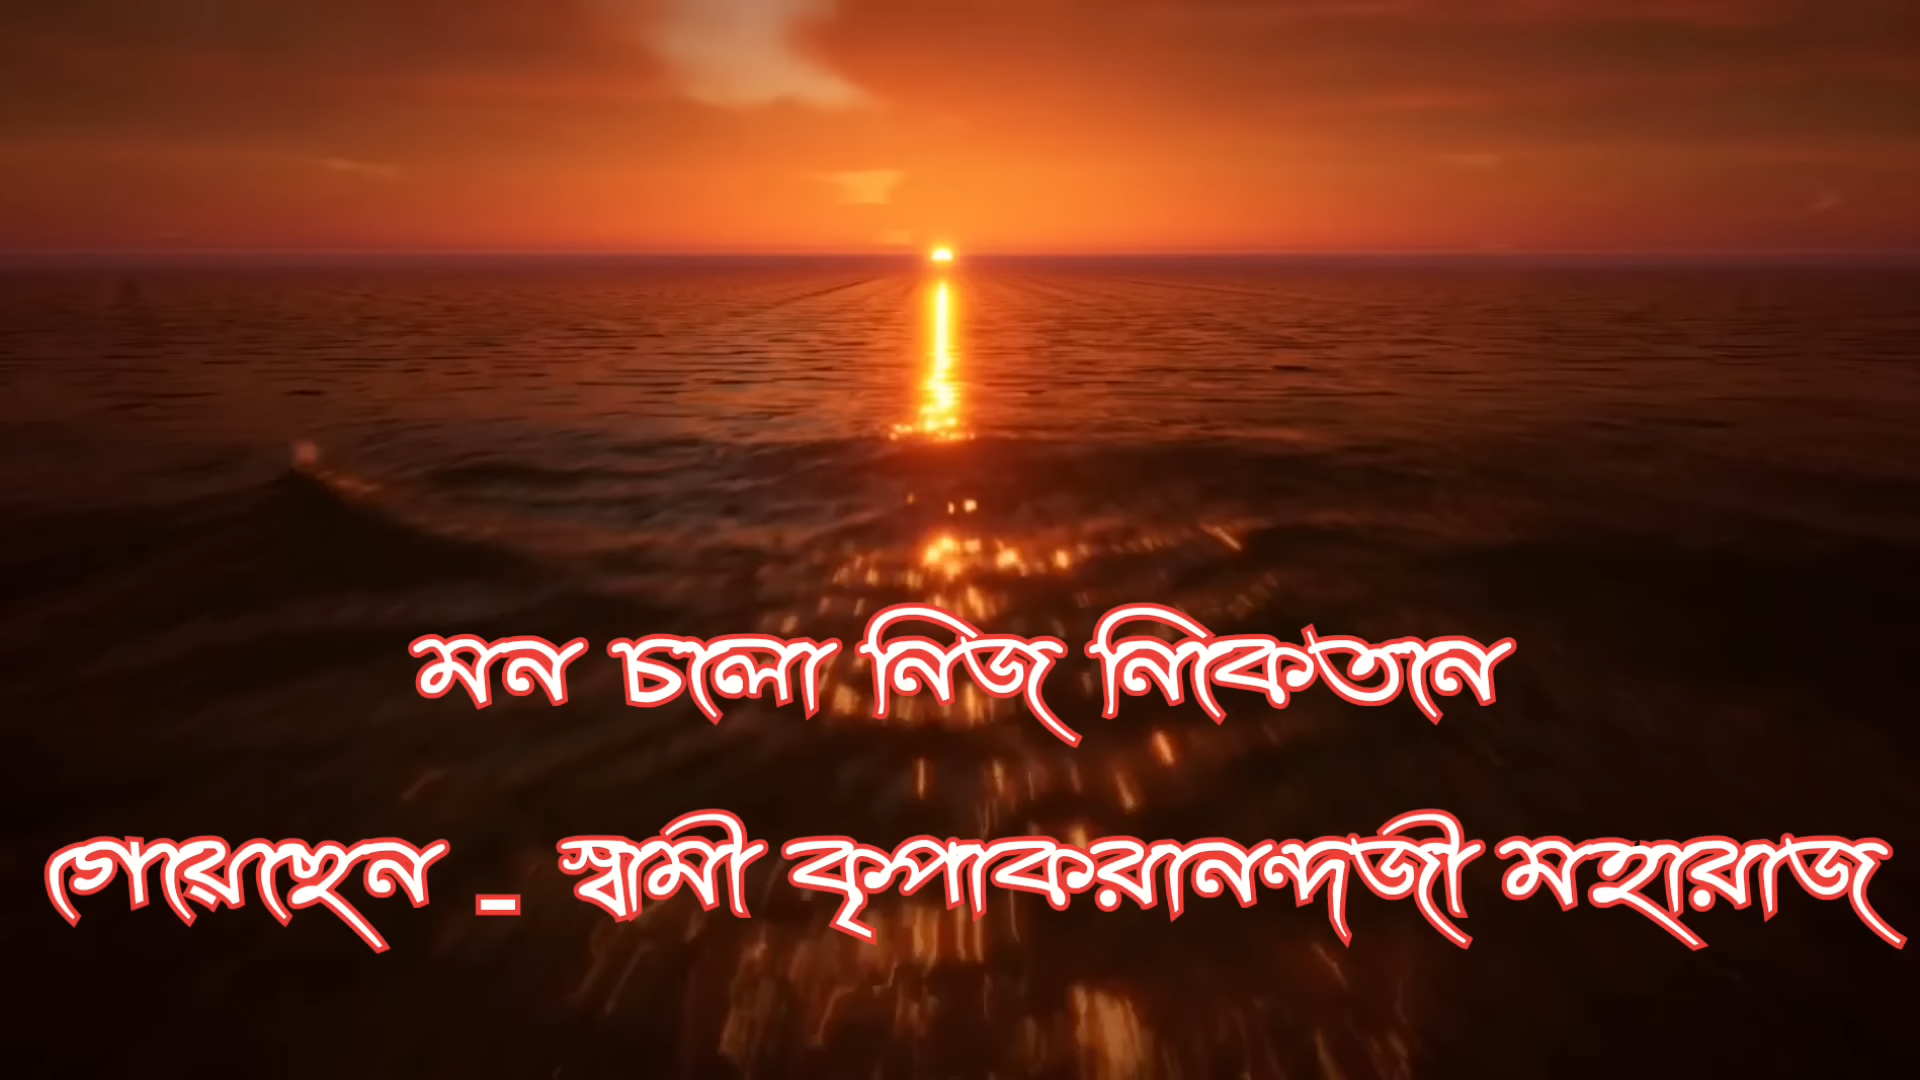 মন চলো নিজ নিকেতনে
গেয়েছেন - স্বামী কৃপাকরানন্দজী মহারাজ